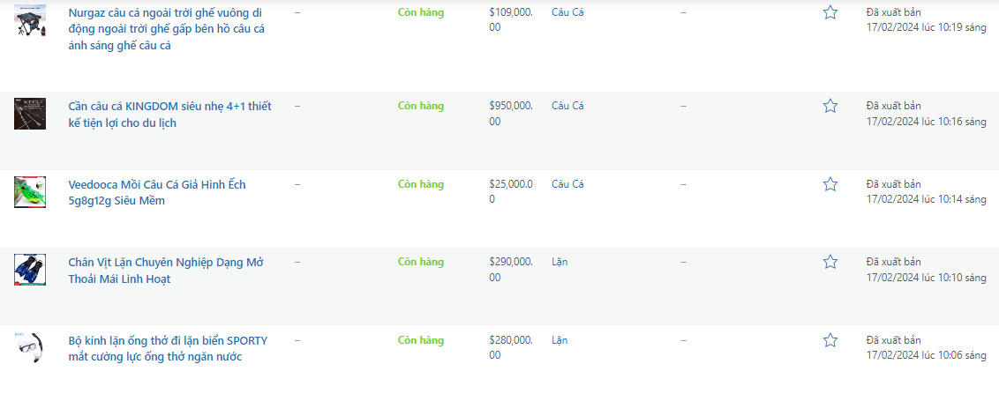 Nurgaz câu cá ngoài trời ghế vuông di
động ngoài trời ghế gấp bên hồ câu cá
ánh sáng ghế câu cá
–
Còn hàng
$109,000.
00
Câu Cá
–
Đã xuất bản
17/02/2024 lúc 10:19 sáng
Cần câu cá KINGDOM siêu nhẹ 4+1 thiết
kế tiện lợi cho du lịch
–
Còn hàng
$950,000.
00
Câu Cá
–
Đã xuất bản
17/02/2024 lúc 10:16 sáng
Veedooca Mồi Câu Cá Giả Hình Ếch
5g8g12g Siêu Mềm
–
Còn hàng
$25,000.0
0
Câu Cá
–
Đã xuất bản
17/02/2024 lúc 10:14 sáng
Chân Vịt Lặn Chuyên Nghiệp Dạng Mở
Thoải Mái Linh Hoạt
–
Còn hàng
$290,000.
00
Lặn
–
Đã xuất bản
17/02/2024 lúc 10:10 sáng
Bộ kính lặn ống thở đi lặn biển SPORTY
mắt cường lực ống thở ngăn nước
–
Còn hàng
$280,000.
00
Lặn
–
Đã xuất bản
17/02/2024 lúc 10:06 sáng